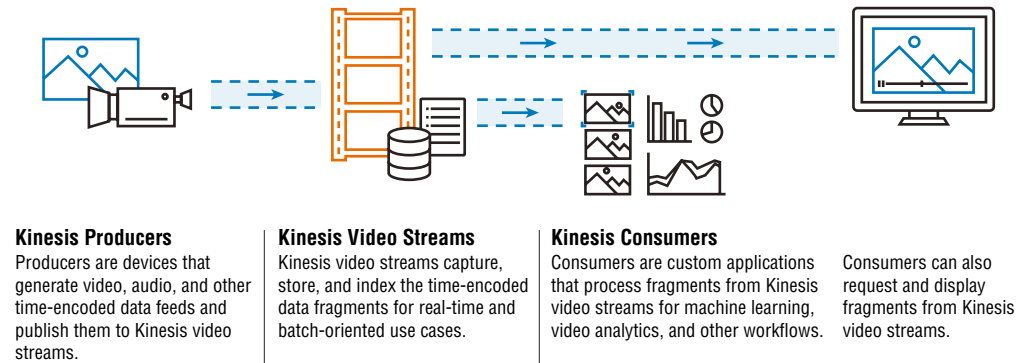 Kinesis Producers
Producers are devices that
generate video, audio, and other
time-encoded data feeds and
publish them to Kinesis video
streams.
Kinesis Video Streams
Kinesis video streams capture,
store, and index the time-encoded
data fragments for real-time and
batch-oriented use cases.
Kinesis Consumers
Consumers are custom applications
that process fragments from Kinesis
video streams for machine learning,
video analytics, and other workflows.
Consumers can also
request and display
fragments from Kinesis
video streams.